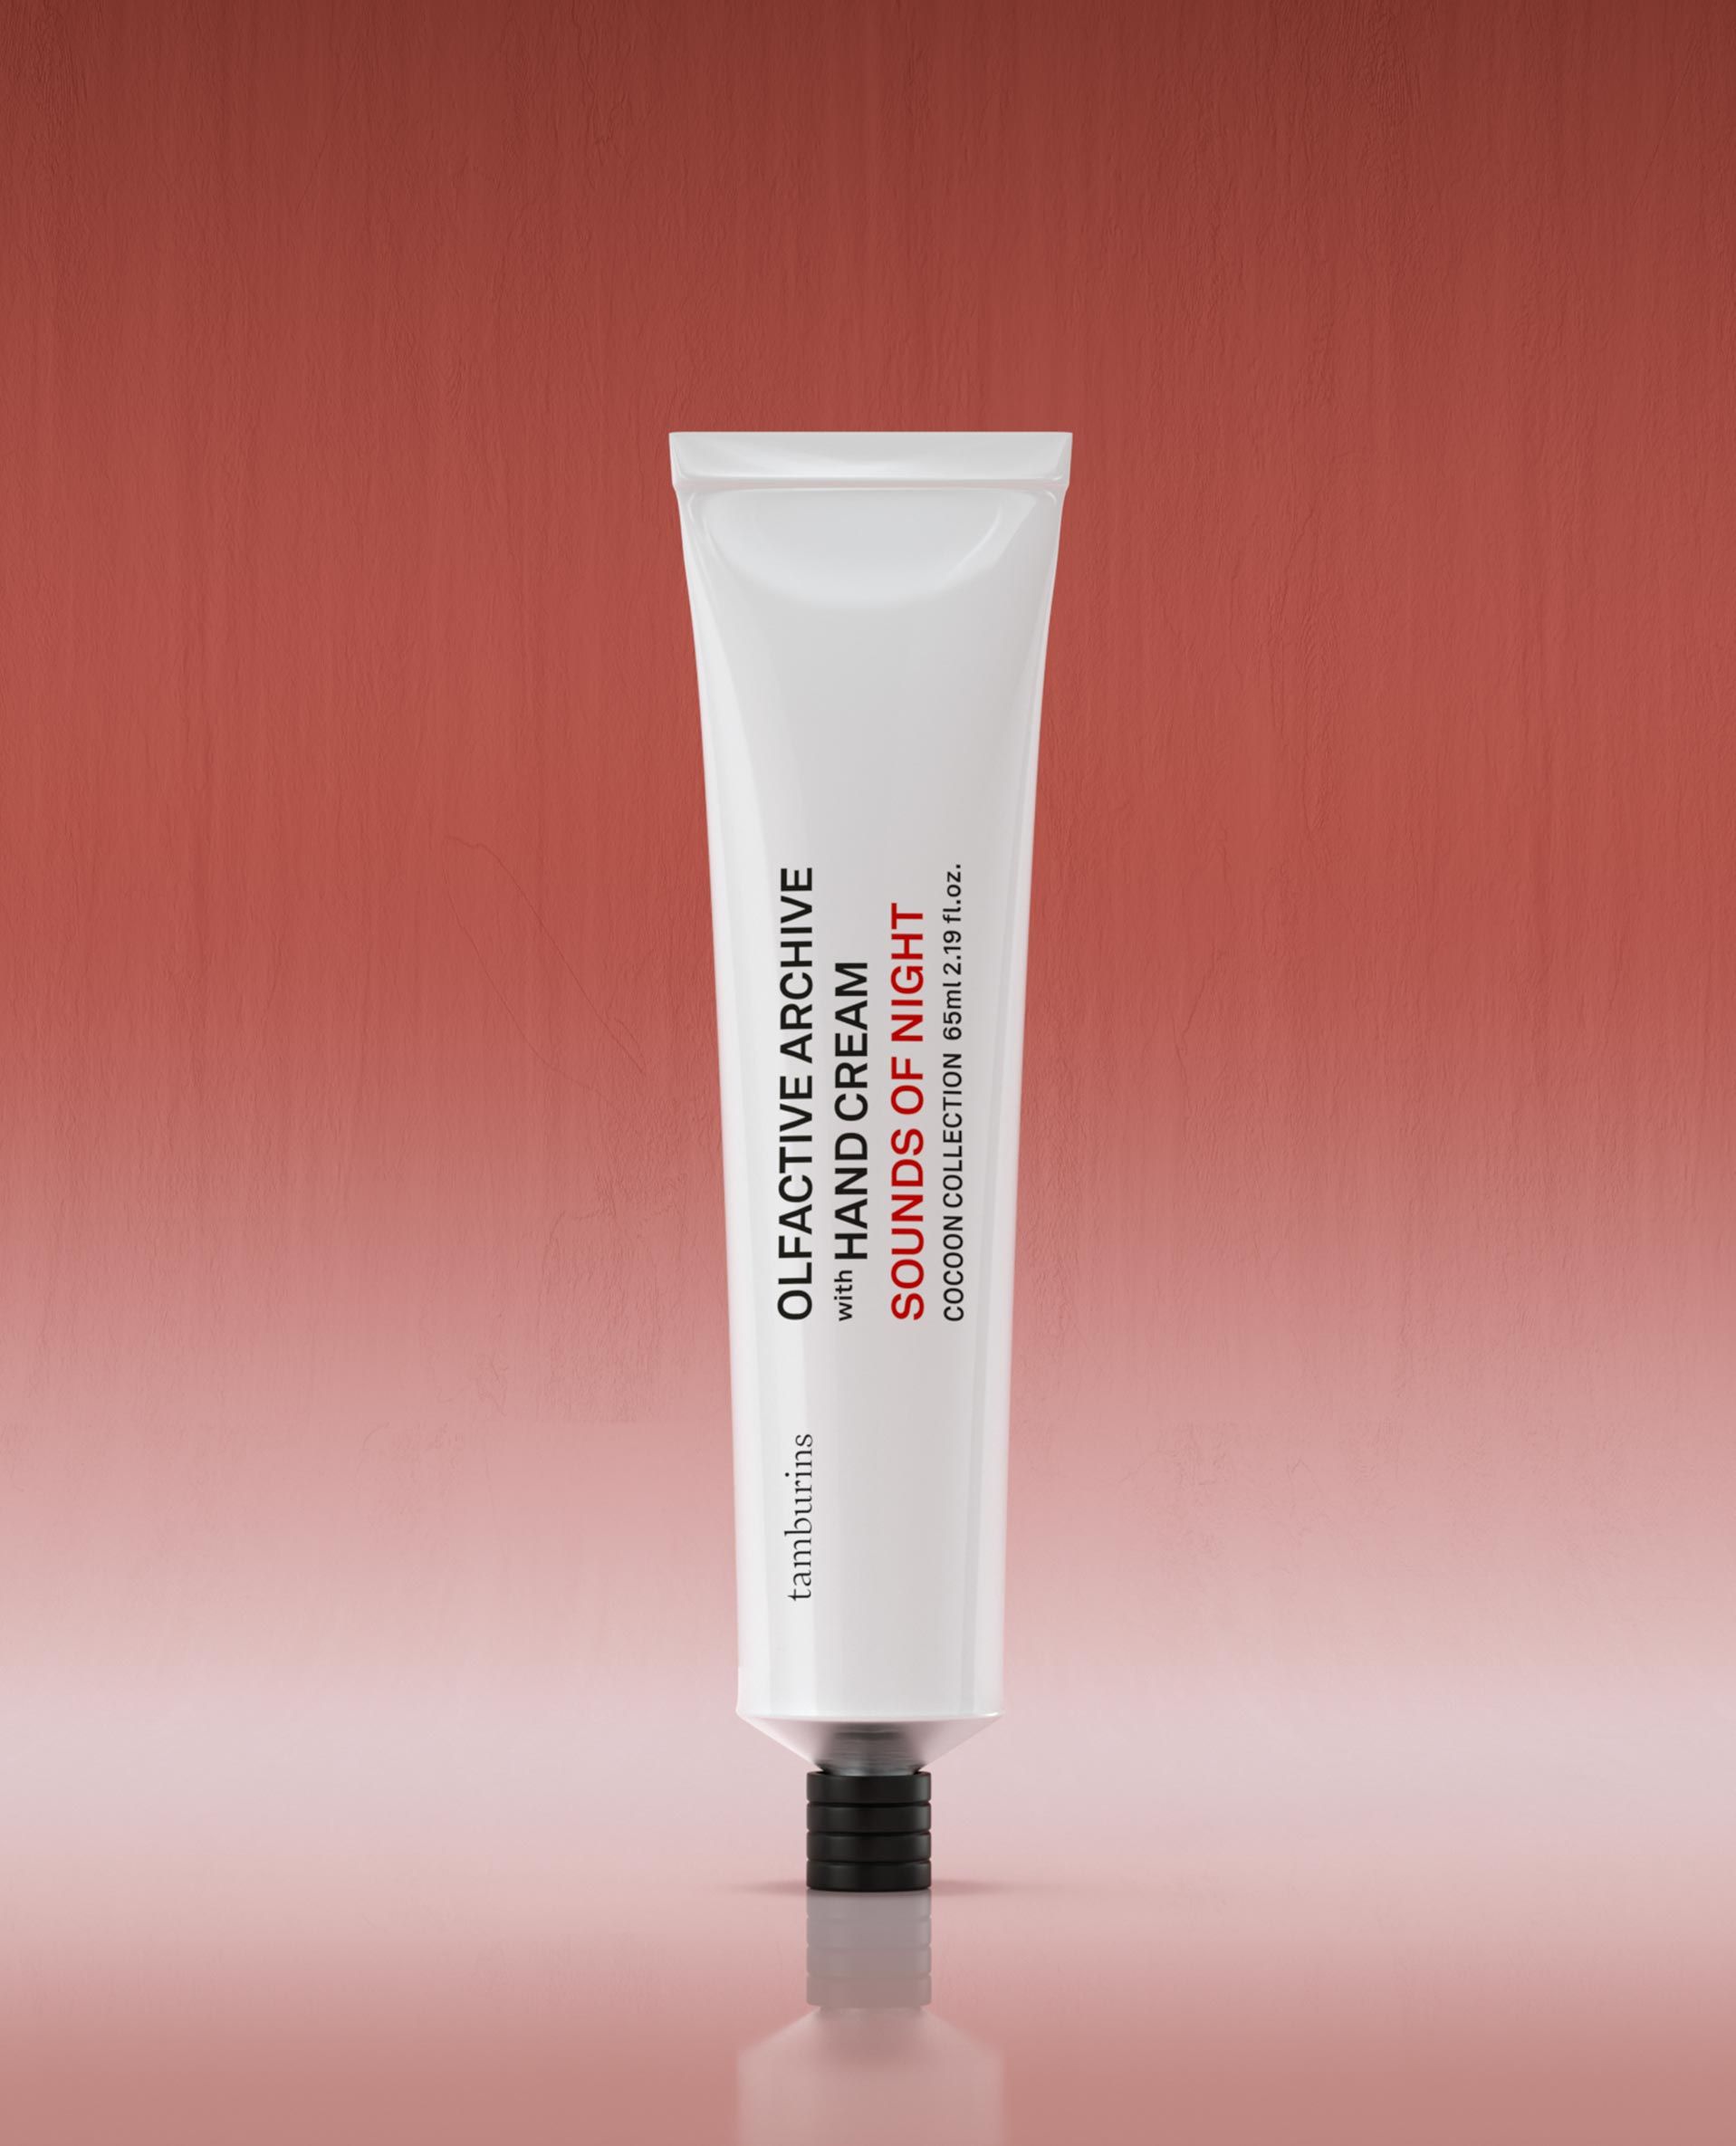 OLFACTIVE ARCHIVE
with HAND CREAM
SOUNDS OF NIGHT
COCOON COLLECTION 65ml 2.19 fl.oz.
tamburins